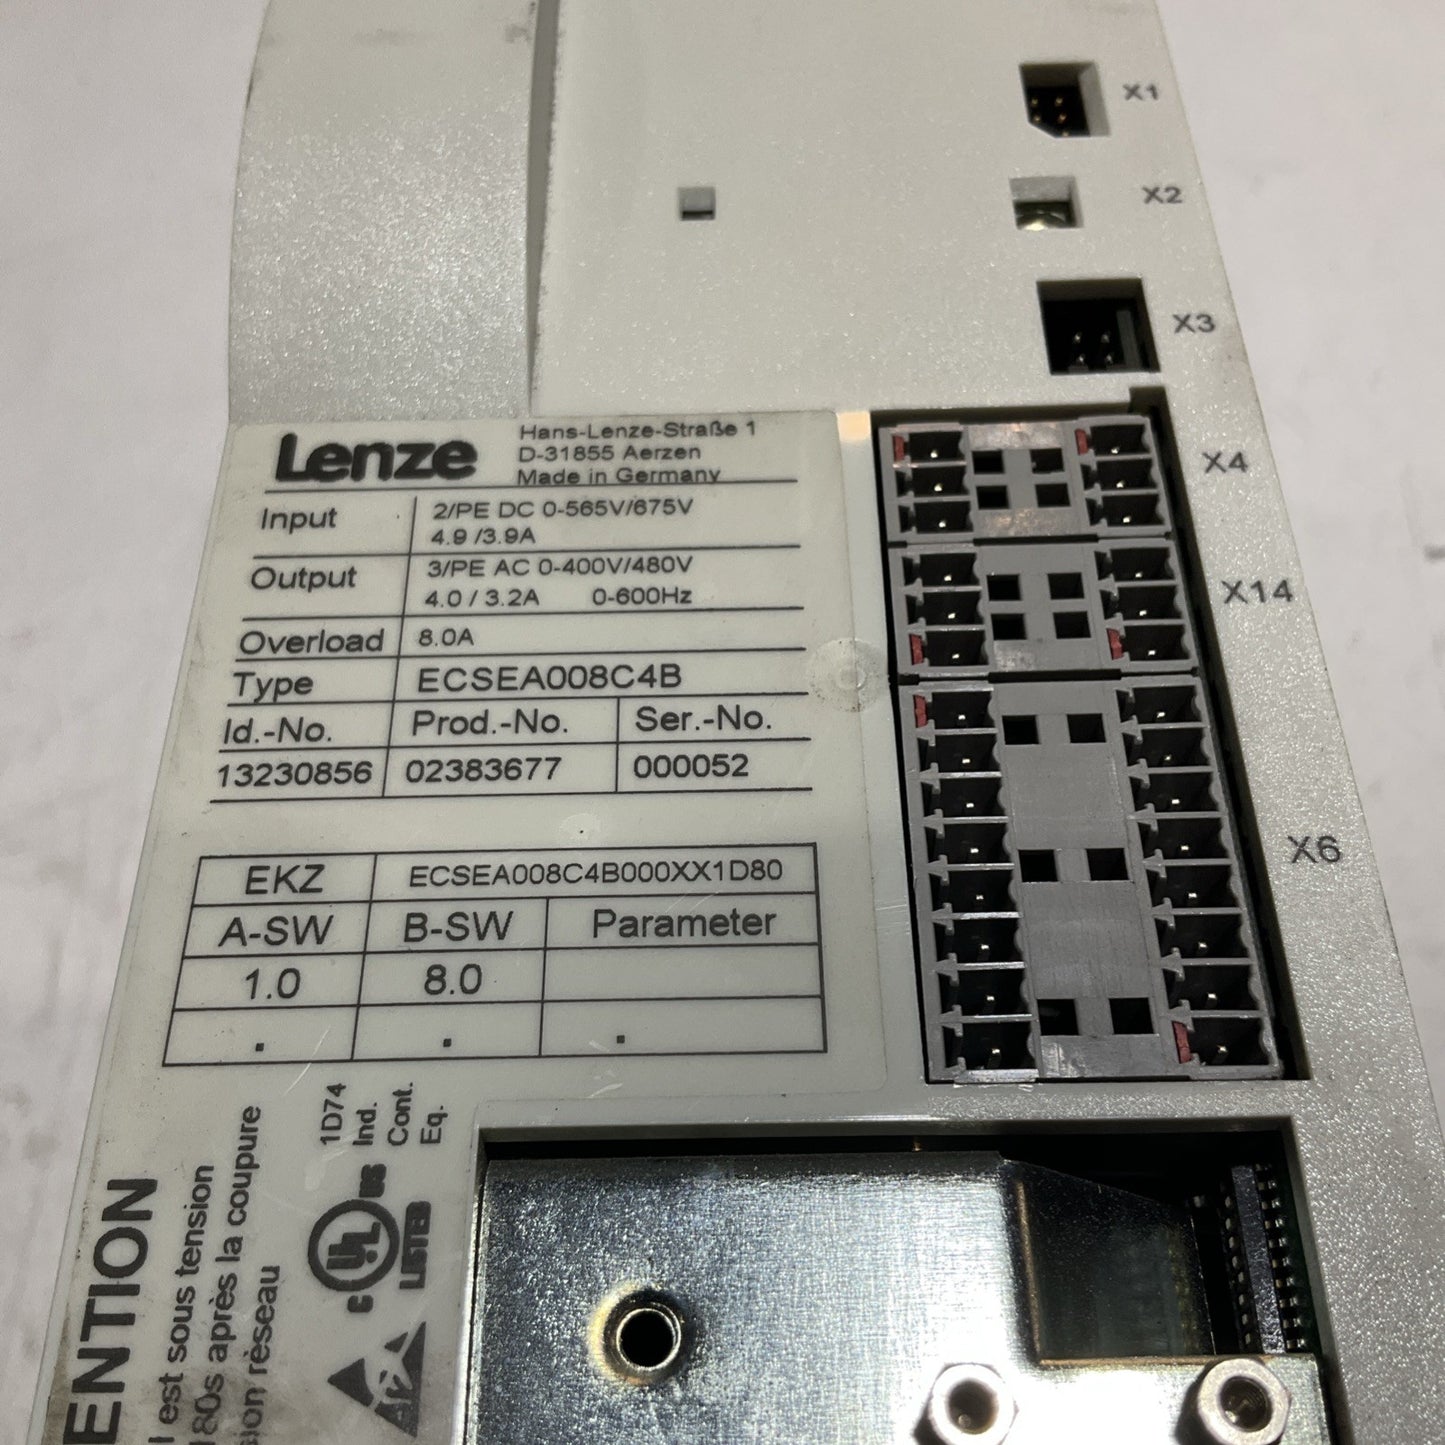 X1
X2
X3
Lenze
Hans-Lenze-Straße 1
D-31855 Aerzen
Made in Germany
Input 2/PE DC 0-565V/675V
4.9 /3.9A
Output 3/PE AC 0-400V/480V
4.0 / 3.2A 0-600Hz
Overload 8.0A
Type ECSEA008C4B
Id.-No. Prod.-No. Ser.-No.
13230856 02383677 000052
X4
X14
X6
EKZ ECSEA008C4B000XX1D80
A-SW B-SW Parameter
1.0 8.0
. . .
1D74
Ind.
Cont.
Eq.
C UL US
LISTED
ENTION
l est sous tension
180s après la coupure
sion rèseau